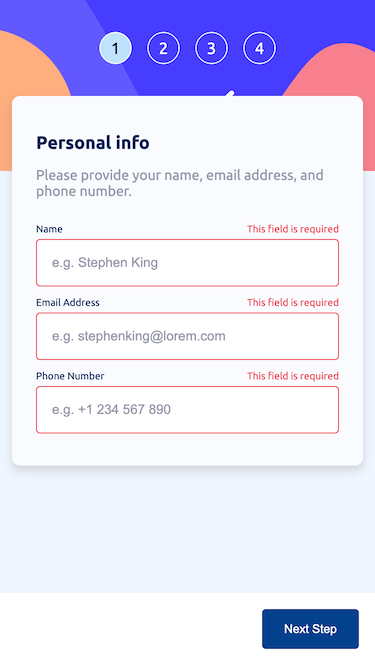 1 2 3 4
Personal info
Please provide your name, email address, and
phone number.
Name This field is required
e.g. Stephen King
Email Address This field is required
e.g. stephenking@lorem.com
Phone Number This field is required
e.g. +1 234 567 890
Next Step